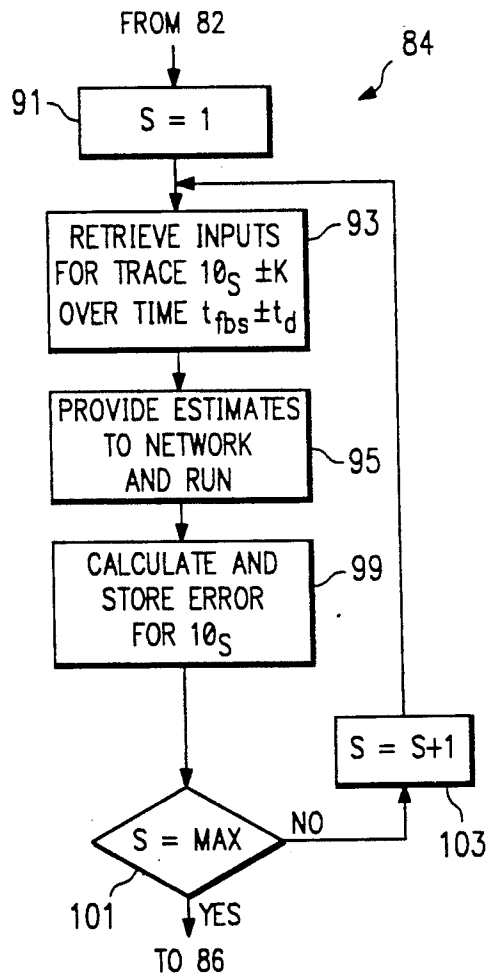 FROM 82
84
91
S = 1
RETRIEVE INPUTS
FOR TRACE 10S ±K
OVER TIME tfbs±td
93
PROVIDE ESTIMATES
TO NETWORK
AND RUN
95
CALCULATE AND
STORE ERROR
FOR 10S
99
S = S+1
103
S = MAX
NO
101
YES
TO 86